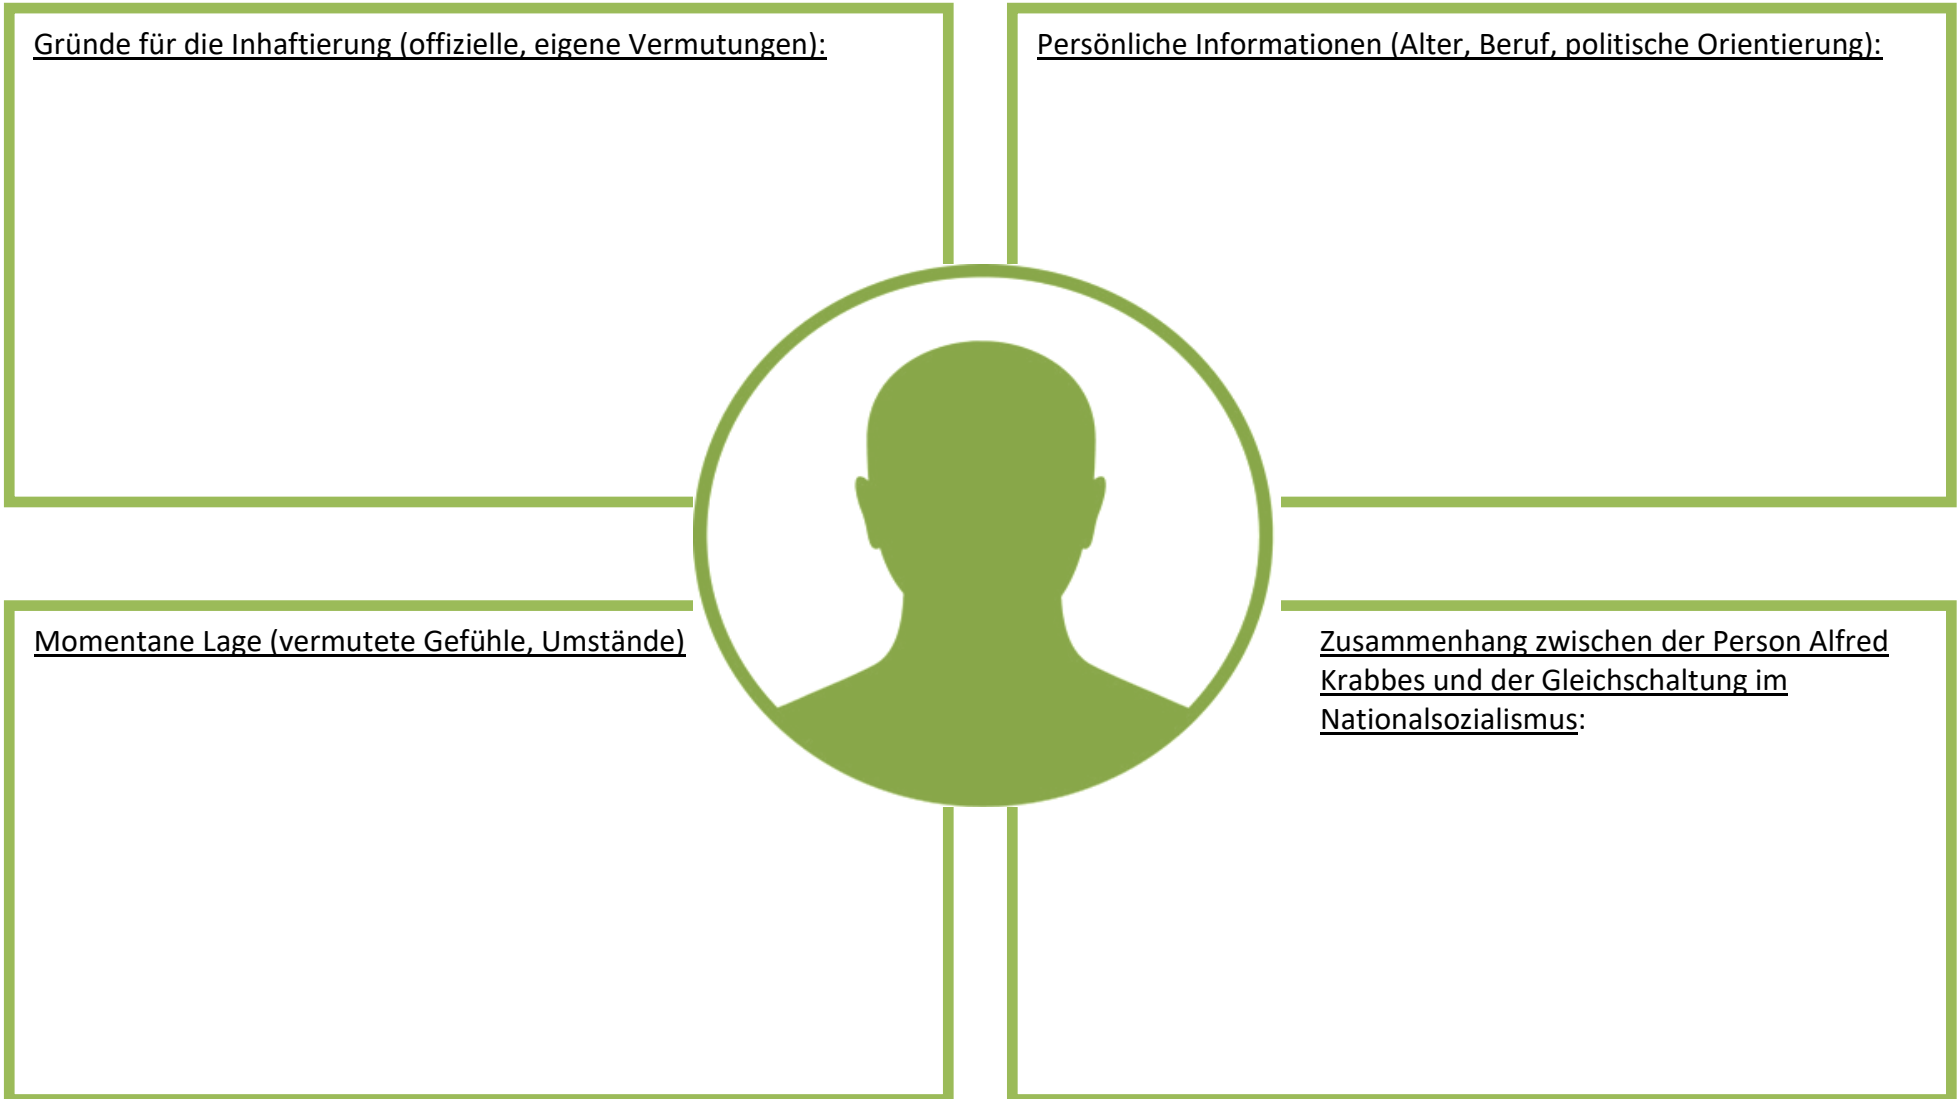 Gründe für die Inhaftierung (offizielle, eigene Vermutungen):
Persönliche Informationen (Alter, Beruf, politische Orientierung):
Momentane Lage (vermutete Gefühle, Umstände)
Zusammenhang zwischen der Person Alfred
Krabbes und der Gleichschaltung im
Nationalsozialismus: